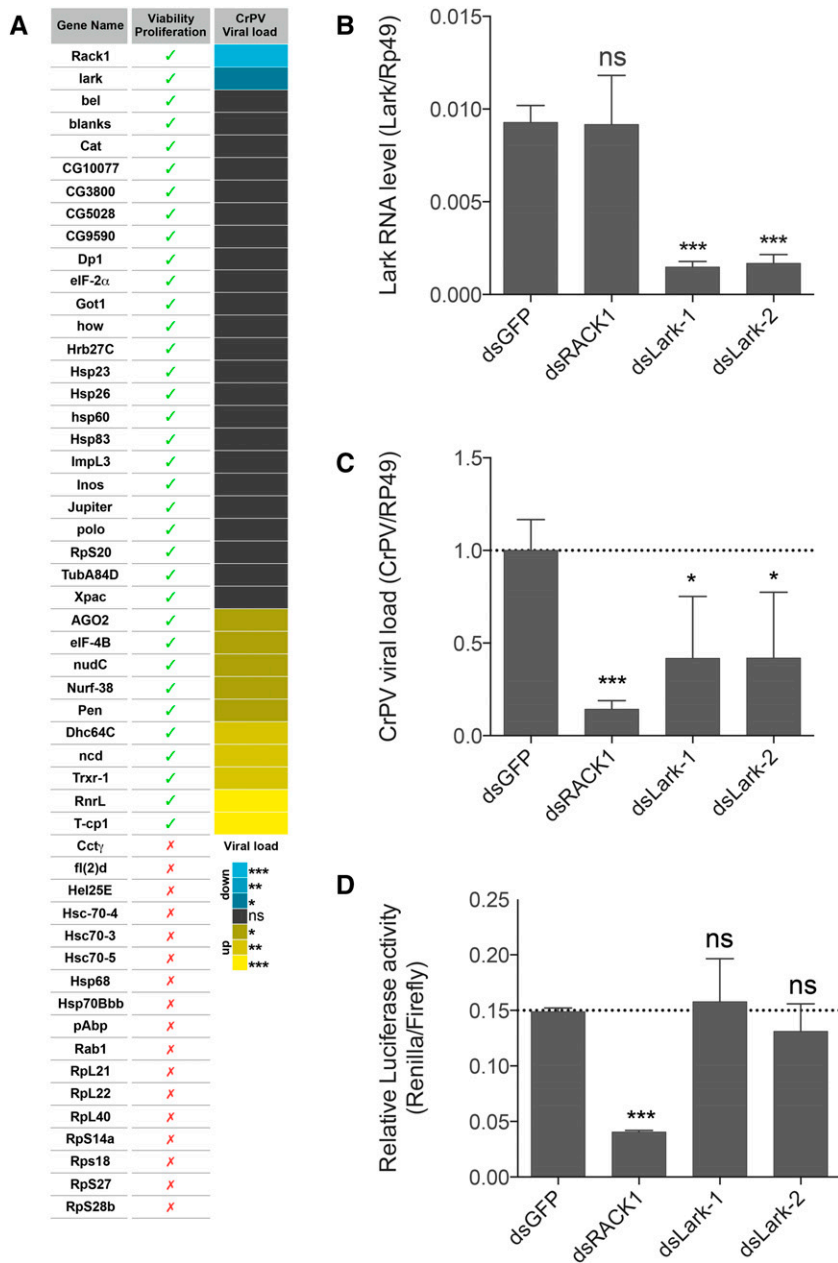 A
Gene Name
Viability
Proliferation
CrPV
Viral load
Rack1 ✓
lark ✓
bel ✓
blanks ✓
Cat ✓
CG10077 ✓
CG3800 ✓
CG5028 ✓
CG9590 ✓
Dp1 ✓
eIF-2α ✓
Got1 ✓
how ✓
Hrb27C ✓
Hsp23 ✓
Hsp26 ✓
hsp60 ✓
Hsp83 ✓
ImpL3 ✓
Inos ✓
Jupiter ✓
polo ✓
RpS20 ✓
TubA84D ✓
Xpac ✓
AGO2 ✓
eIF-4B ✓
nudC ✓
Nurf-38 ✓
Pen ✓
Dhc64C ✓
ncd ✓
Trxr-1 ✓
RnrL ✓
T-cp1 ✓
Cctγ ✗
fl(2)d ✗
Hel25E ✗
Hsc-70-4 ✗
Hsc70-3 ✗
Hsc70-5 ✗
Hsp68 ✗
Hsp70Bbb ✗
pAbp ✗
Rab1 ✗
RpL21 ✗
RpL22 ✗
RpL40 ✗
RpS14a ✗
Rps18 ✗
RpS27 ✗
RpS28b ✗
Viral load
down
***
**
*
ns
up
*
**
***
B
Lark RNA level (Lark/Rp49)
0.015
0.010
0.005
0.000
ns
***
***
dsGFP
dsRACK1
dsLark-1
dsLark-2
C
CrPV viral load (CrPV/RP49)
1.5
1.0
0.5
0.0
***
*
*
dsGFP
dsRACK1
dsLark-1
dsLark-2
D
Relative Luciferase activity
(Renilla/Firefly)
0.25
0.20
0.15
0.10
0.05
0.00
***
ns
ns
dsGFP
dsRACK1
dsLark-1
dsLark-2